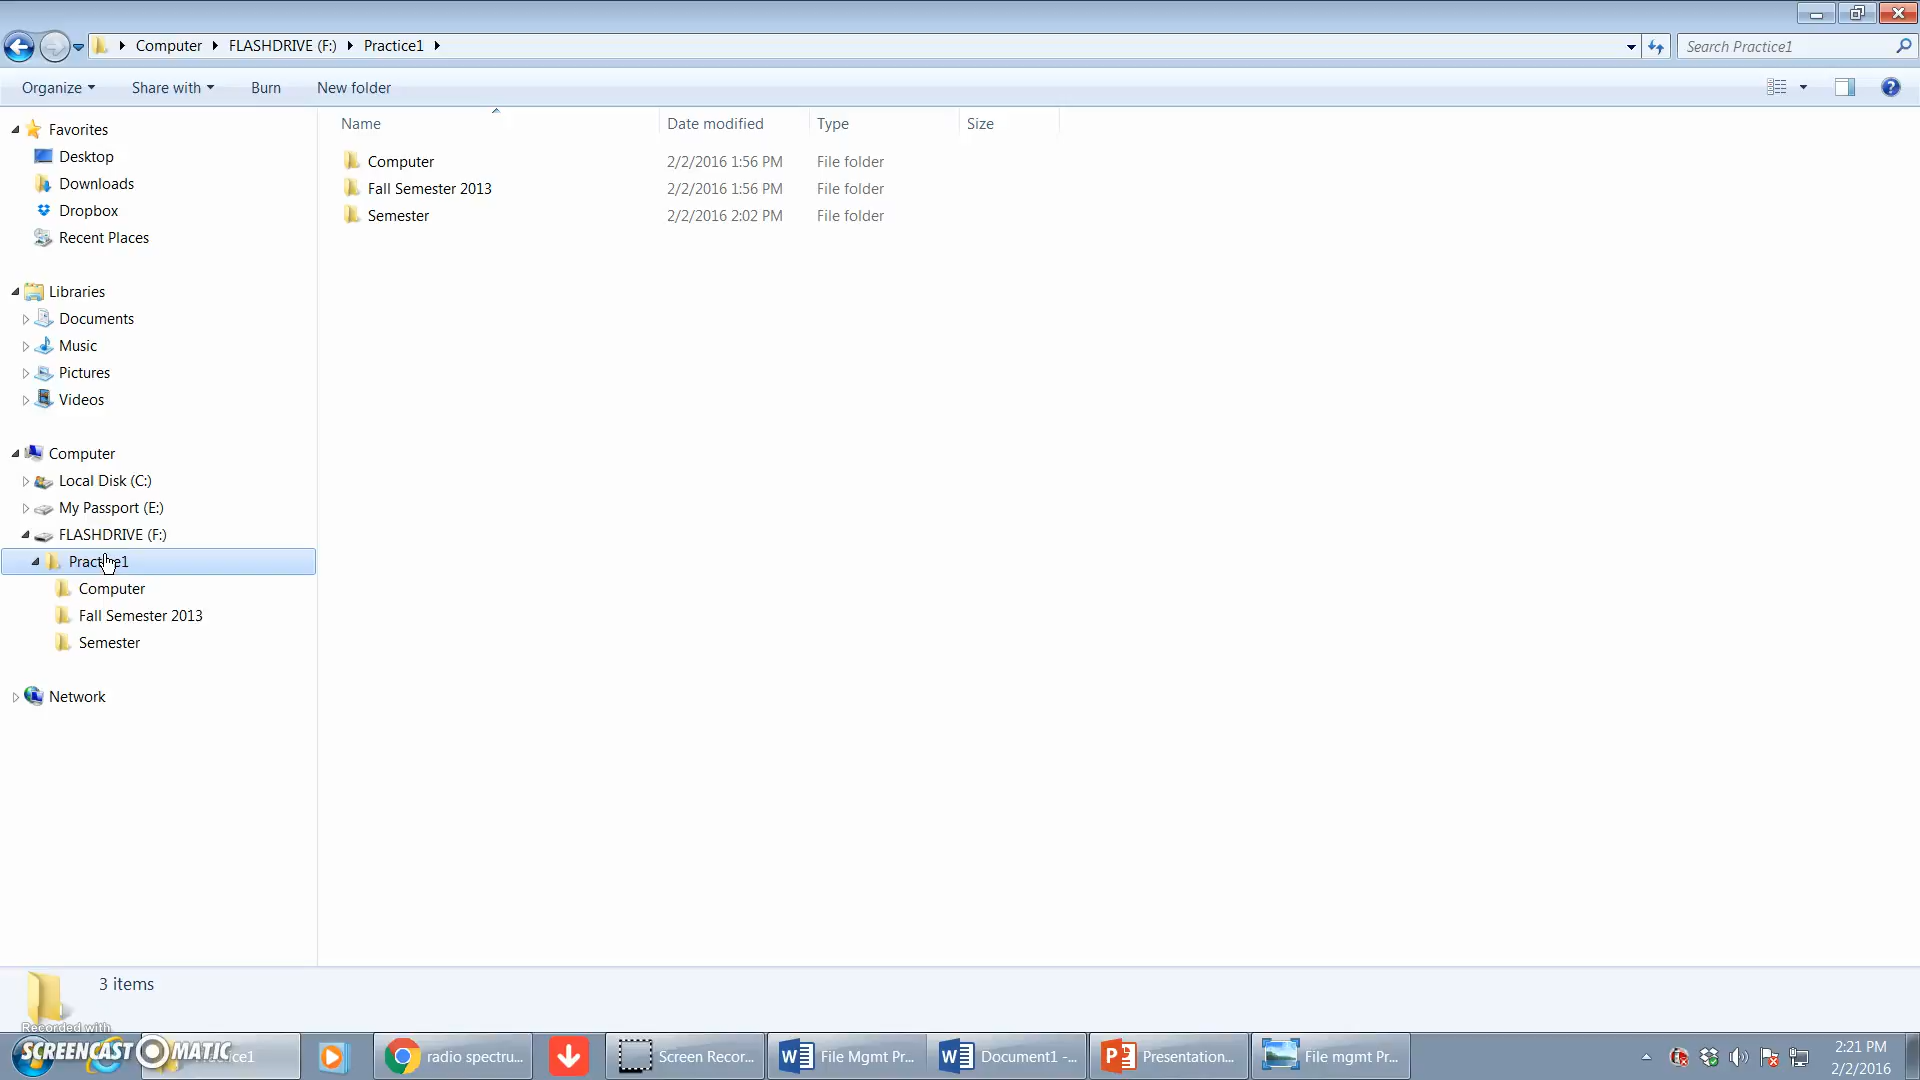 Computer FLASHDRIVE (F:) Practice1
Search Practice1
Organize Share with Burn New folder
Name Date modified Type Size
Computer 2/2/2016 1:56 PM File folder
Fall Semester 2013 2/2/2016 1:56 PM File folder
Semester 2/2/2016 2:02 PM File folder
Favorites
Desktop
Downloads
Dropbox
Recent Places
Libraries
Documents
Music
Pictures
Videos
Computer
Local Disk (C:)
My Passport (E:)
FLASHDRIVE (F:)
Practice1
Computer
Fall Semester 2013
Semester
Network
3 items
Recorded with
SCREENCAST MATIC
radio spectru...
Screen Recor...
File Mgmt Pr...
Document1 -...
Presentation...
File mgmt Pr...
2:21 PM
2/2/2016